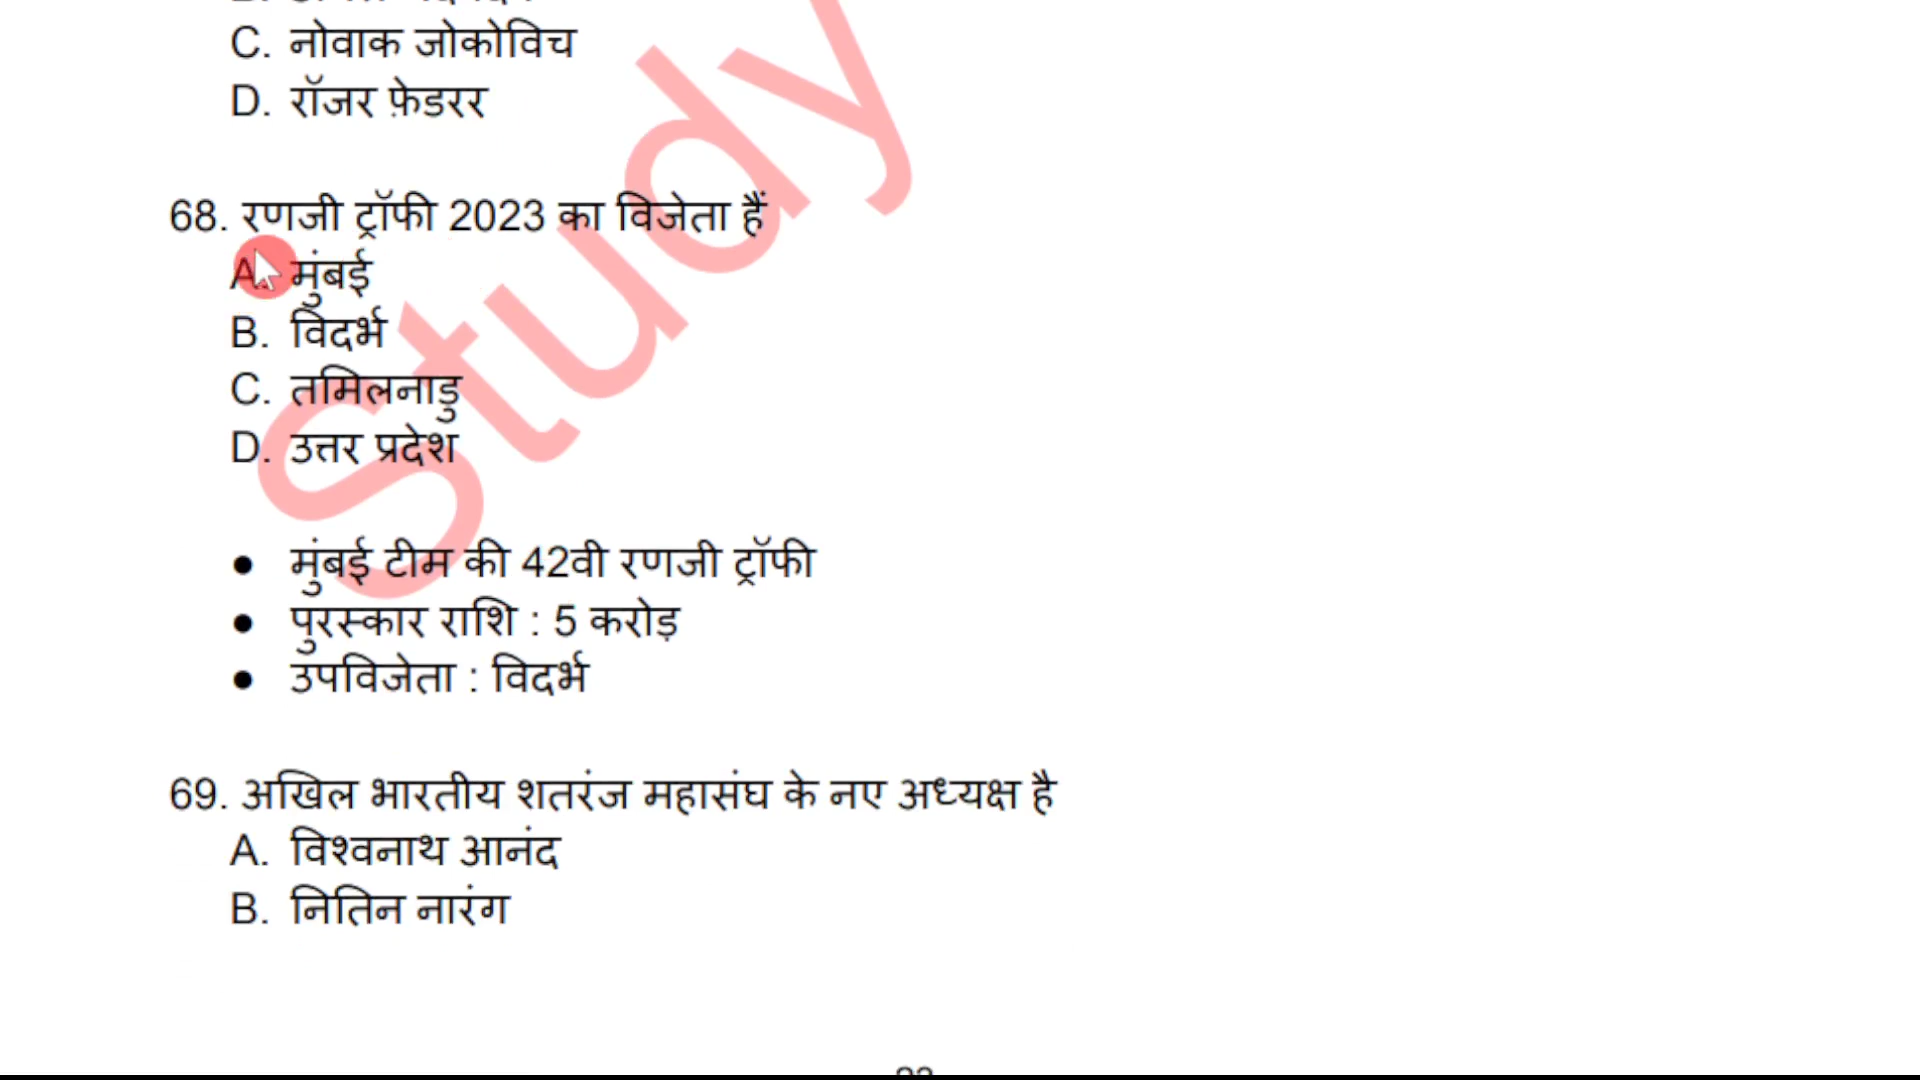 C. नोवाक जोकोविच
D. रॉजर फ़ेडरर
68. रणजी ट्रॉफी 2023 का विजेता हैं
A. मुंबई
B. विदर्भ
C. तमिलनाडु
D. उत्तर प्रदेश
● मुंबई टीम की 42वी रणजी ट्रॉफी
● पुरस्कार राशि : 5 करोड़
● उपविजेता : विदर्भ
69. अखिल भारतीय शतरंज महासंघ के नए अध्यक्ष है
A. विश्वनाथ आनंद
B. नितिन नारंग
Study